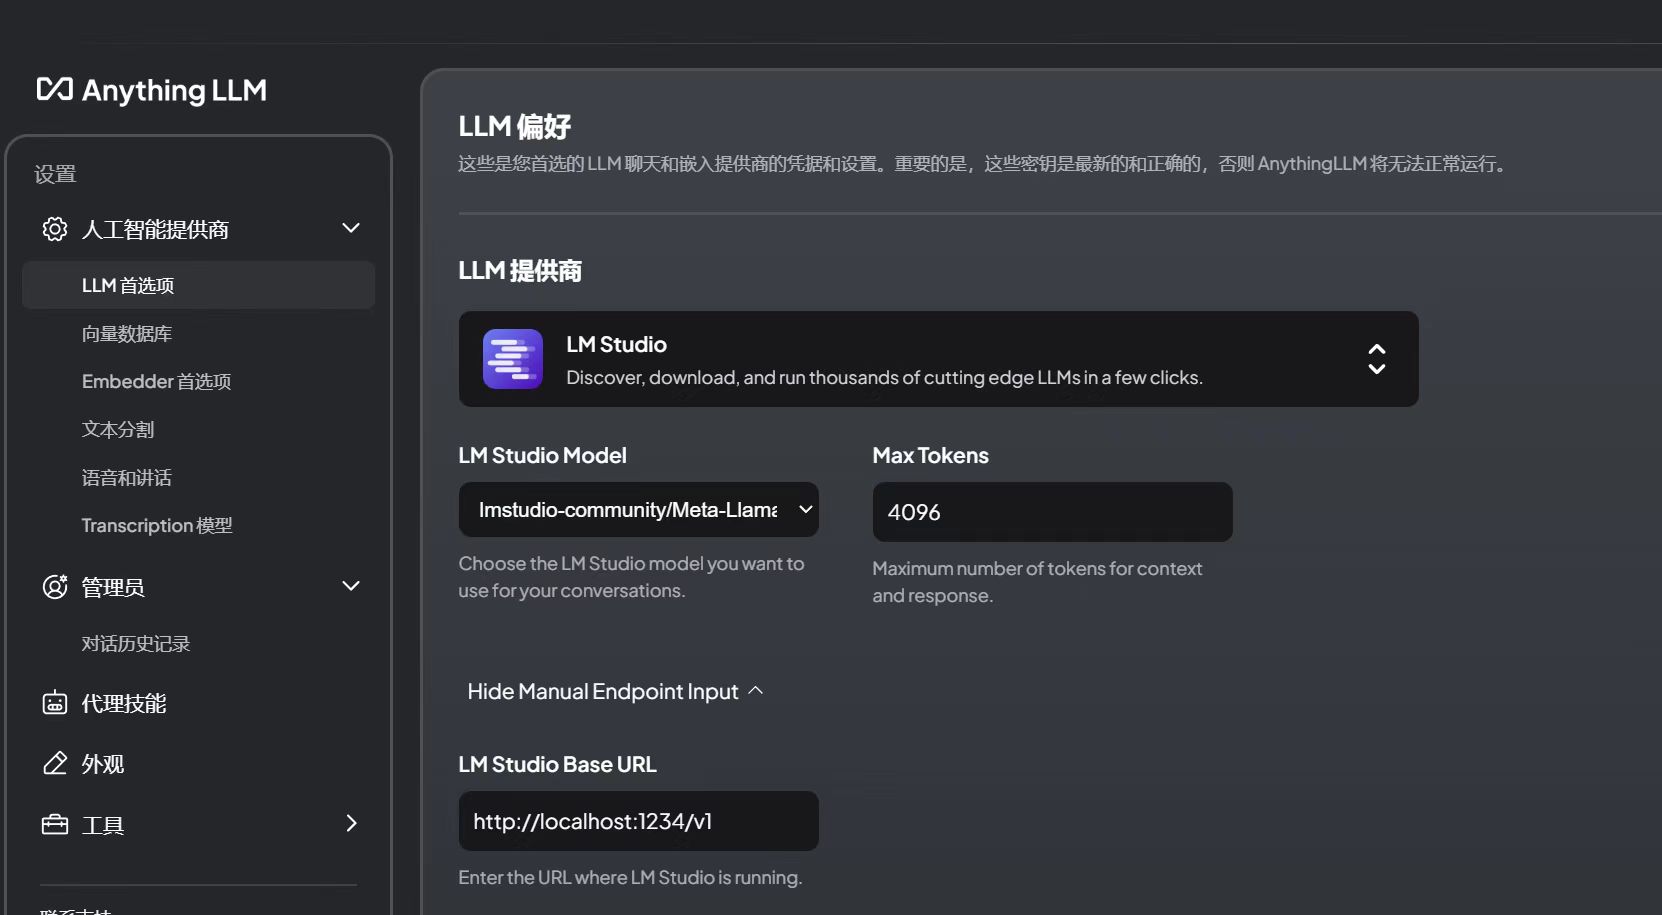 Anything LLM
设置
人工智能提供商
LLM 首选项
向量数据库
Embedder 首选项
文本分割
语音和讲话
Transcription 模型
管理员
对话历史记录
代理技能
外观
工具
联系支持
LLM 偏好
这些是您首选的 LLM 聊天和嵌入提供商的凭据和设置。重要的是，这些密钥是最新的和正确的，否则 AnythingLLM 将无法正常运行。
LLM 提供商
LM Studio
Discover, download, and run thousands of cutting edge LLMs in a few clicks.
LM Studio Model
lmstudio-community/Meta-Llama
Choose the LM Studio model you want to
use for your conversations.
Max Tokens
4096
Maximum number of tokens for context
and response.
Hide Manual Endpoint Input
LM Studio Base URL
http://localhost:1234/v1
Enter the URL where LM Studio is running.